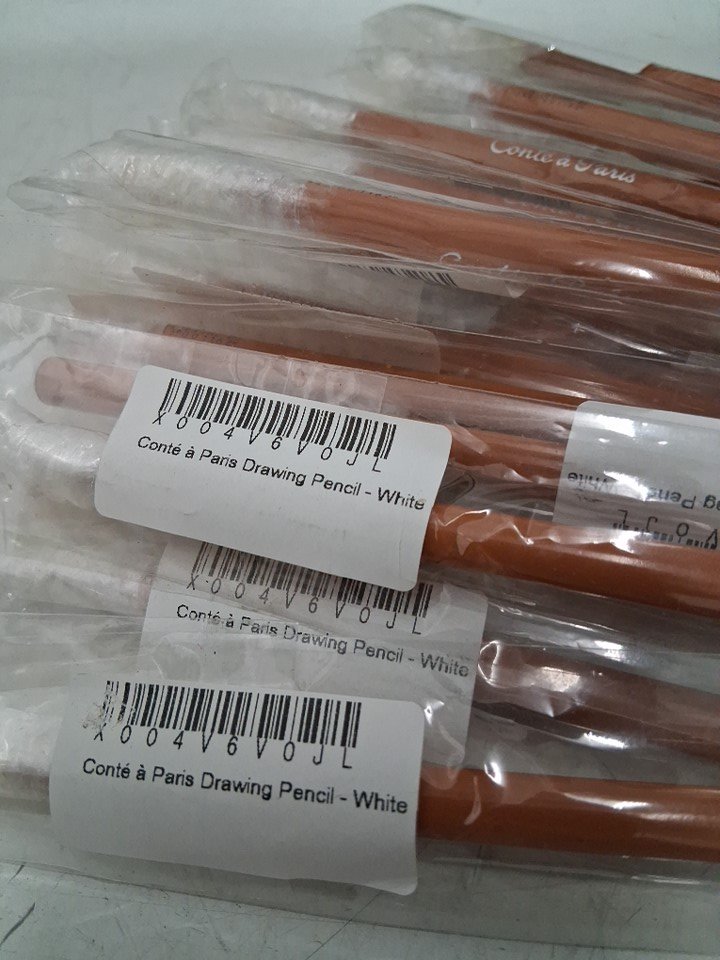 Conté à Paris
X004V6V0JL
Conté à Paris Drawing Pencil - White
White
X004V6V0JL
Conté à Paris Drawing Pencil - White
X004V6V0JL
Conté à Paris Drawing Pencil - White